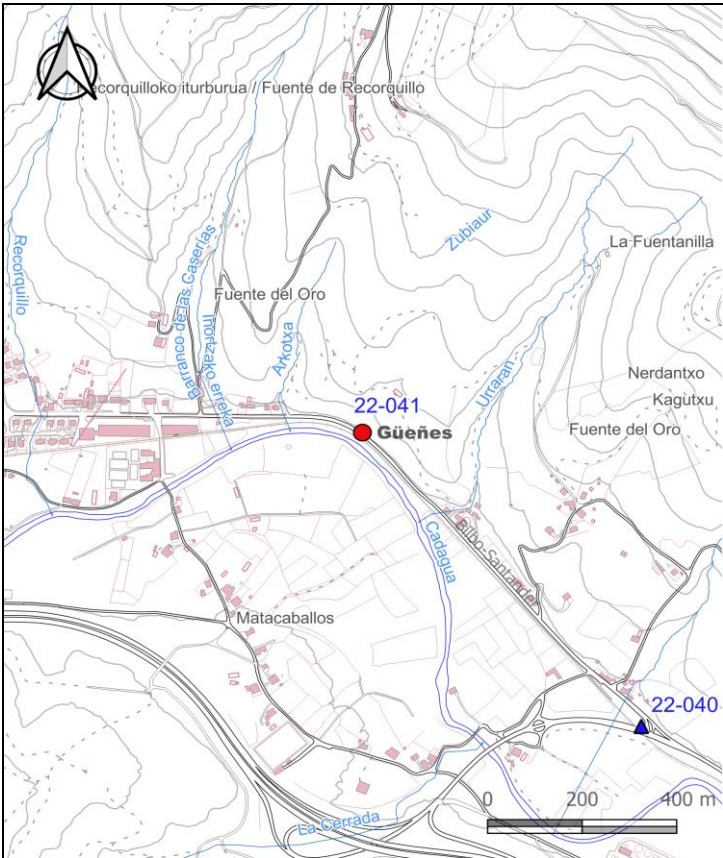 Recorquilloko iturburua / Fuente de Recorquillo
Recorquillo
Barranco de las Caserias
Inortzako erreka
Fuente del Oro
Arkotxa
Zubiaur
La Fuentanilla
Urraran
Nerdantxo
Kagutxu
Fuente del Oro
22-041
Güeñes
Cadagua
Bilbo-Santander
Matacaballos
22-040
La Cerrada
0 200 400 m